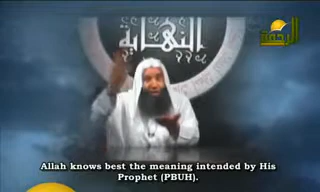 النهاية
الرحمة
Allah knows best the meaning intended by His
Prophet (PBUH).